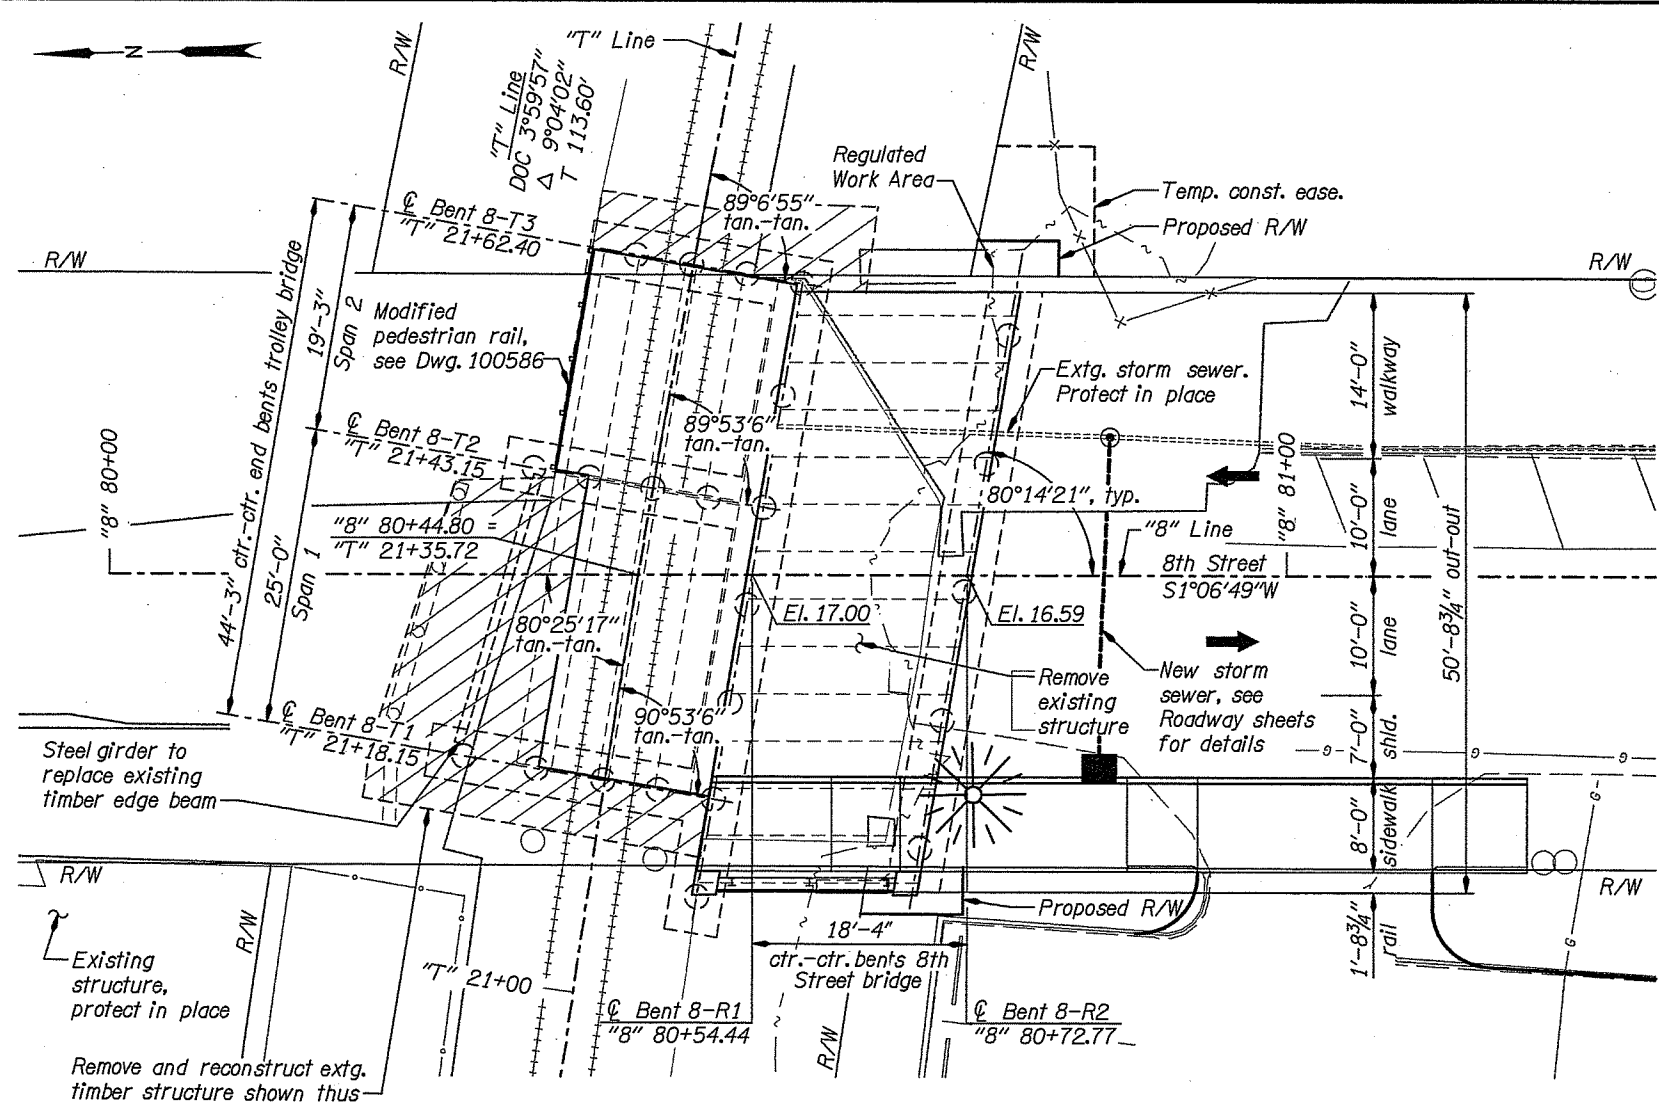 N
R/W
"T" Line
R/W
"T" Line
DOC 3°59'57"
Δ 9°04'02"
T 113.60'
Regulated
Work Area
Temp. const. ease.
Proposed R/W
R/W
R/W
℄ Bent 8-T3
"T" 21+62.40
89°6'55"
tan.-tan.
44'-3" ctr.-ctr. end bents trolley bridge
19'-3"
Span 2
Modified
pedestrian rail,
see Dwg. 100586
Extg. storm sewer.
Protect in place
14'-0"
walkway
℄ Bent 8-T2
"T" 21+43.15
89°53'6"
tan.-tan.
"8" 80+00
"8" 81+00
80°14'21", typ.
10'-0"
lane
50'-8¾" out-out
25'-0"
Span 1
"8" 80+44.80 =
"T" 21+35.72
"8" Line
8th Street
S1°06'49"W
El. 17.00
El. 16.59
80°25'17"
tan.-tan.
10'-0"
lane
Remove
existing
structure
New storm
sewer, see
Roadway sheets
for details
90°53'6"
tan.-tan.
℄ Bent 8-T1
"T" 21+18.15
7'-0"
shld.
G
G
G
Steel girder to
replace existing
timber edge beam
8'-0"
sidewalk
G
R/W
R/W
R/W
Proposed R/W
1'-8¾"
rail
G
Existing
structure,
protect in place
"T" 21+00
18'-4"
ctr.-ctr. bents 8th
Street bridge
℄ Bent 8-R1
"8" 80+54.44
R/W
℄ Bent 8-R2
"8" 80+72.77
Remove and reconstruct extg.
timber structure shown thus